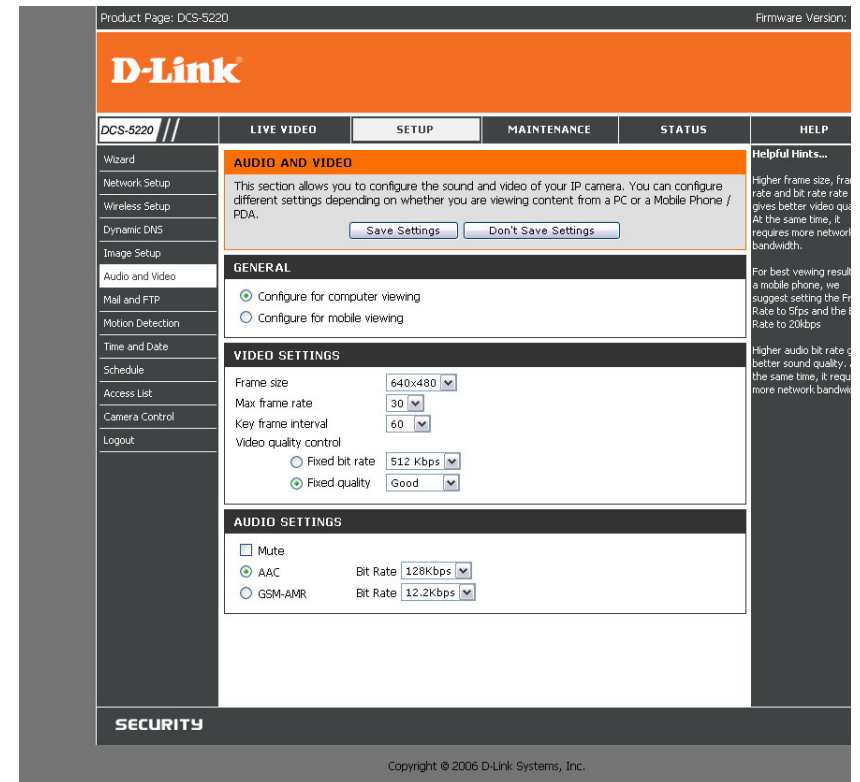 Product Page: DCS-5220
Firmware Version:
D-Link
DCS-5220
LIVE VIDEO
SETUP
MAINTENANCE
STATUS
HELP
Wizard
Network Setup
Wireless Setup
Dynamic DNS
Image Setup
Audio and Video
Mail and FTP
Motion Detection
Time and Date
Schedule
Access List
Camera Control
Logout
AUDIO AND VIDEO
This section allows you to configure the sound and video of your IP camera. You can configure
different settings depending on whether you are viewing content from a PC or a Mobile Phone /
PDA.
Save Settings
Don't Save Settings
GENERAL
Configure for computer viewing
Configure for mobile viewing
VIDEO SETTINGS
Frame size 640x480
Max frame rate 30
Key frame interval 60
Video quality control
Fixed bit rate 512 Kbps
Fixed quality Good
AUDIO SETTINGS
Mute
AAC Bit Rate 128Kbps
GSM-AMR Bit Rate 12.2Kbps
Helpful Hints...
Higher frame size,
rate and bit rate rate
gives better video
At the same time, it
requires more
bandwidth.
For best vewing
a mobile phone, we
suggest setting the
Rate to 5fps and the
Rate to 20kbps
Higher audio bit rate
better sound quality.
the same time, it
more network
SECURITY
Copyright © 2006 D-Link Systems, Inc.